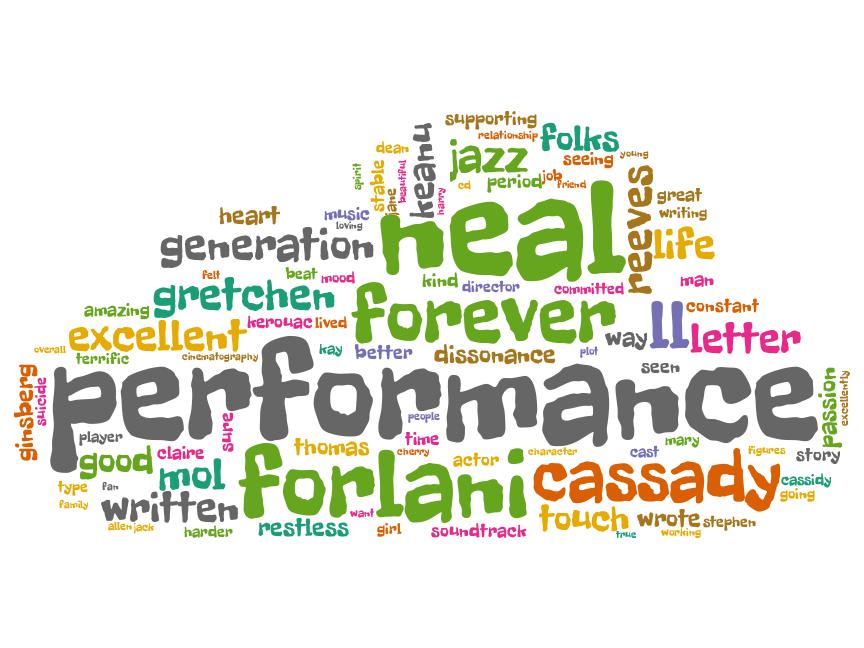 supporting
relationship
folks
keanu
dean
jazz
seeing
young
spirit
stable
beautiful
cd
period
job
friend
jane
harry
neal
reeves
great
writing
heart
music
loving
generation
life
felt
beat
mood
kind
director
committed
man
gretchen
forever
amazing
constant
excellent
kerouac
lived
way
ll
letter
overall
terrific
cinematography
kay
better
dissonance
plot
seen
ginsberg
suicide
performance
passion
excellently
player
sure
people
time
good
claire
thomas
cherry
actor
character
cast
mary
figures
story
mol
forlani
cassady
cassidy
going
type
fan
family
written
want
touch
wrote
stephen
allen
jack
harder
restless
girl
soundtrack
true
working